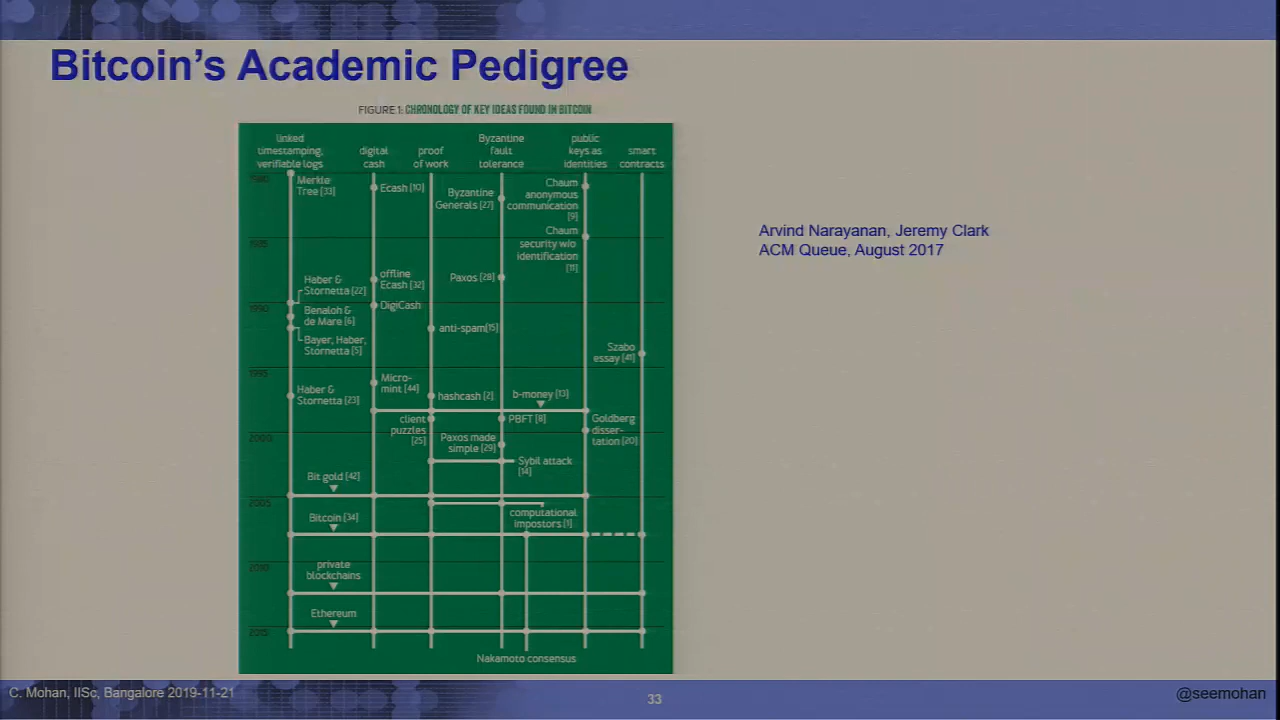 Bitcoin's Academic Pedigree
FIGURE 1: CHRONOLOGY OF KEY IDEAS FOUND IN BITCOIN
linked
timestamping,
verifiable logs
digital
cash
proof
of work
Byzantine
fault
tolerance
public
keys as
identities
smart
contracts
1980
Merkle
Tree [33]
Ecash [10]
Byzantine
Generals [27]
Chaum
anonymous
communication
[9]
1985
Chaum
security w/o
identification
[11]
Haber &
Stornetta [22]
offline
Ecash [32]
Paxos [28]
1990
Benaloh &
de Mare [6]
DigiCash
Bayer, Haber,
Stornetta [5]
anti-spam[15]
Szabo
essay [41]
1995
Haber &
Stornetta [23]
Micro-
mint [44]
hashcash [2]
b-money [13]
client
puzzles
[25]
PBFT [8]
Goldberg
disser-
tation [20]
2000
Paxos made
simple [29]
Sybil attack
[14]
Bit gold [42]
2005
Bitcoin [34]
computational
impostors [1]
2010
private
blockchains
Ethereum
2015
Nakamoto consensus
Arvind Narayanan, Jeremy Clark
ACM Queue, August 2017
C. Mohan, IISc, Bangalore 2019-11-21
33
@seemohan